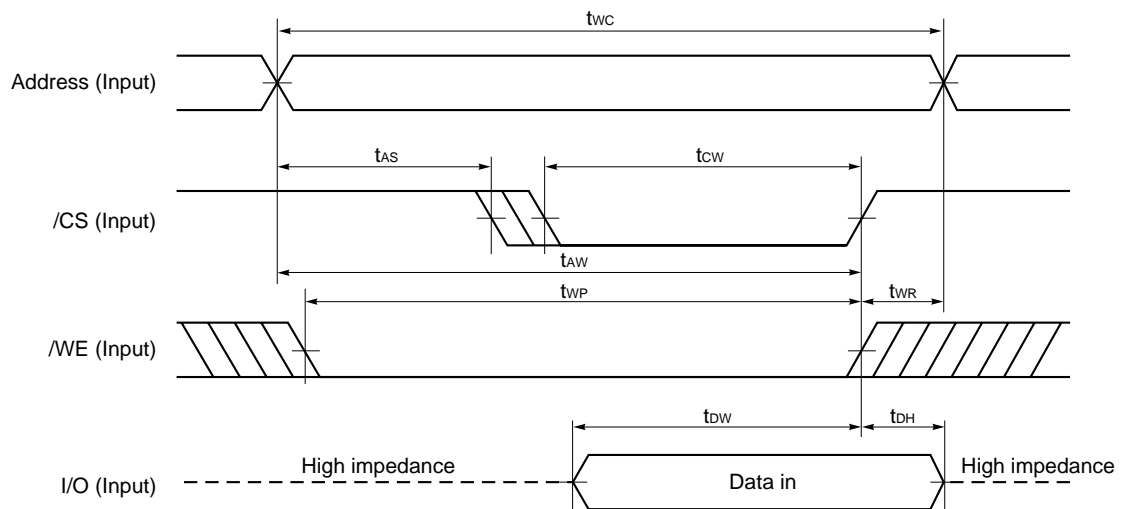 tWC
Address (Input)
tAS
tCW
/CS (Input)
tAW
tWP
tWR
/WE (Input)
tDW
tDH
High impedance
High impedance
I/O (Input)
Data in